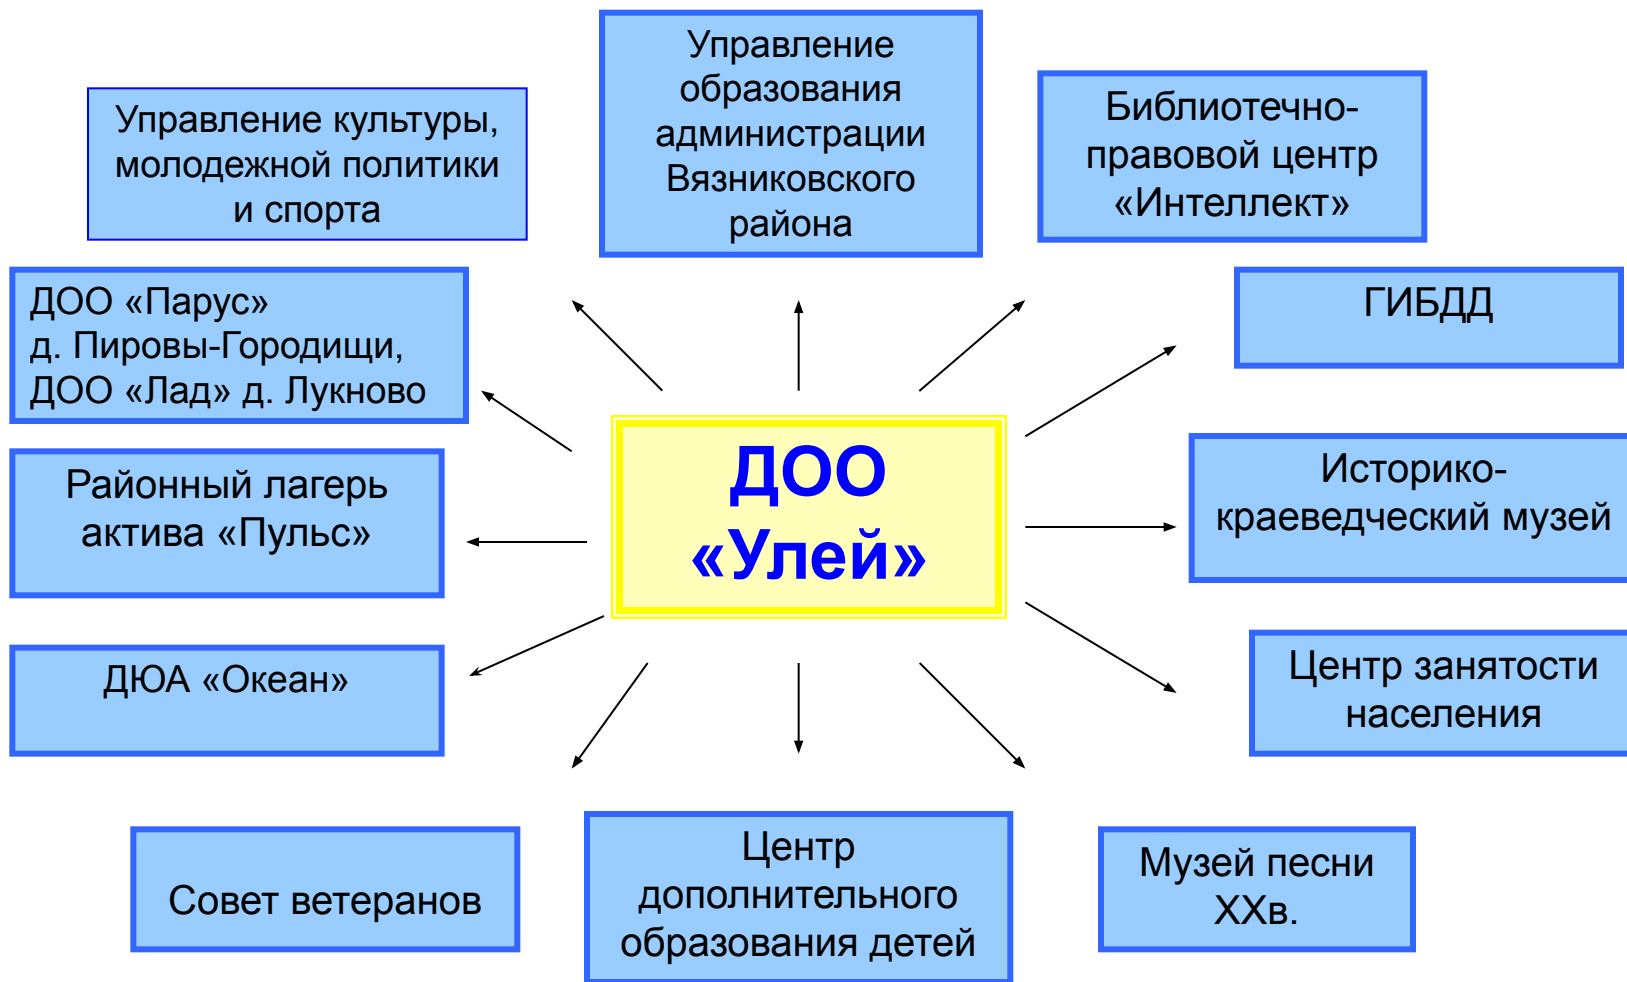 Управление
образования
администрации
Вязниковского
района
Управление культуры,
молодежной политики
и спорта
Библиотечно-
правовой центр
«Интеллект»
ДОО «Парус»
д. Пировы-Городищи,
ДОО «Лад» д. Лукново
ГИБДД
ДОО
«Улей»
Районный лагерь
актива «Пульс»
Историко-
краеведческий музей
ДЮА «Океан»
Центр занятости
населения
Совет ветеранов
Центр
дополнительного
образования детей
Музей песни
XXв.